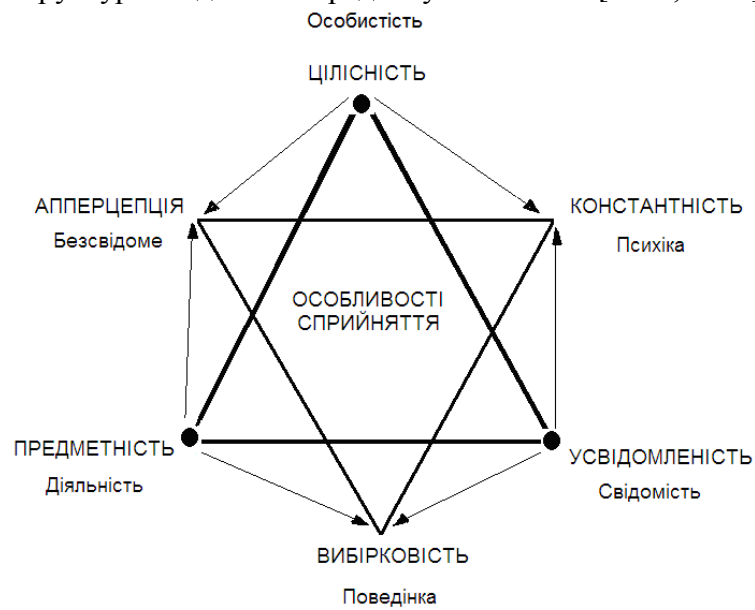 Особистість
ЦІЛІСНІСТЬ
АППЕРЦЕПЦІЯ
КОНСТАНТНІСТЬ
Безсвідоме
Психіка
ОСОБЛИВОСТІ
СПРИЙНЯТТЯ
ПРЕДМЕТНІСТЬ
УСВІДОМЛЕНІСТЬ
Діяльність
Свідомість
ВИБІРКОВІСТЬ
Поведінка